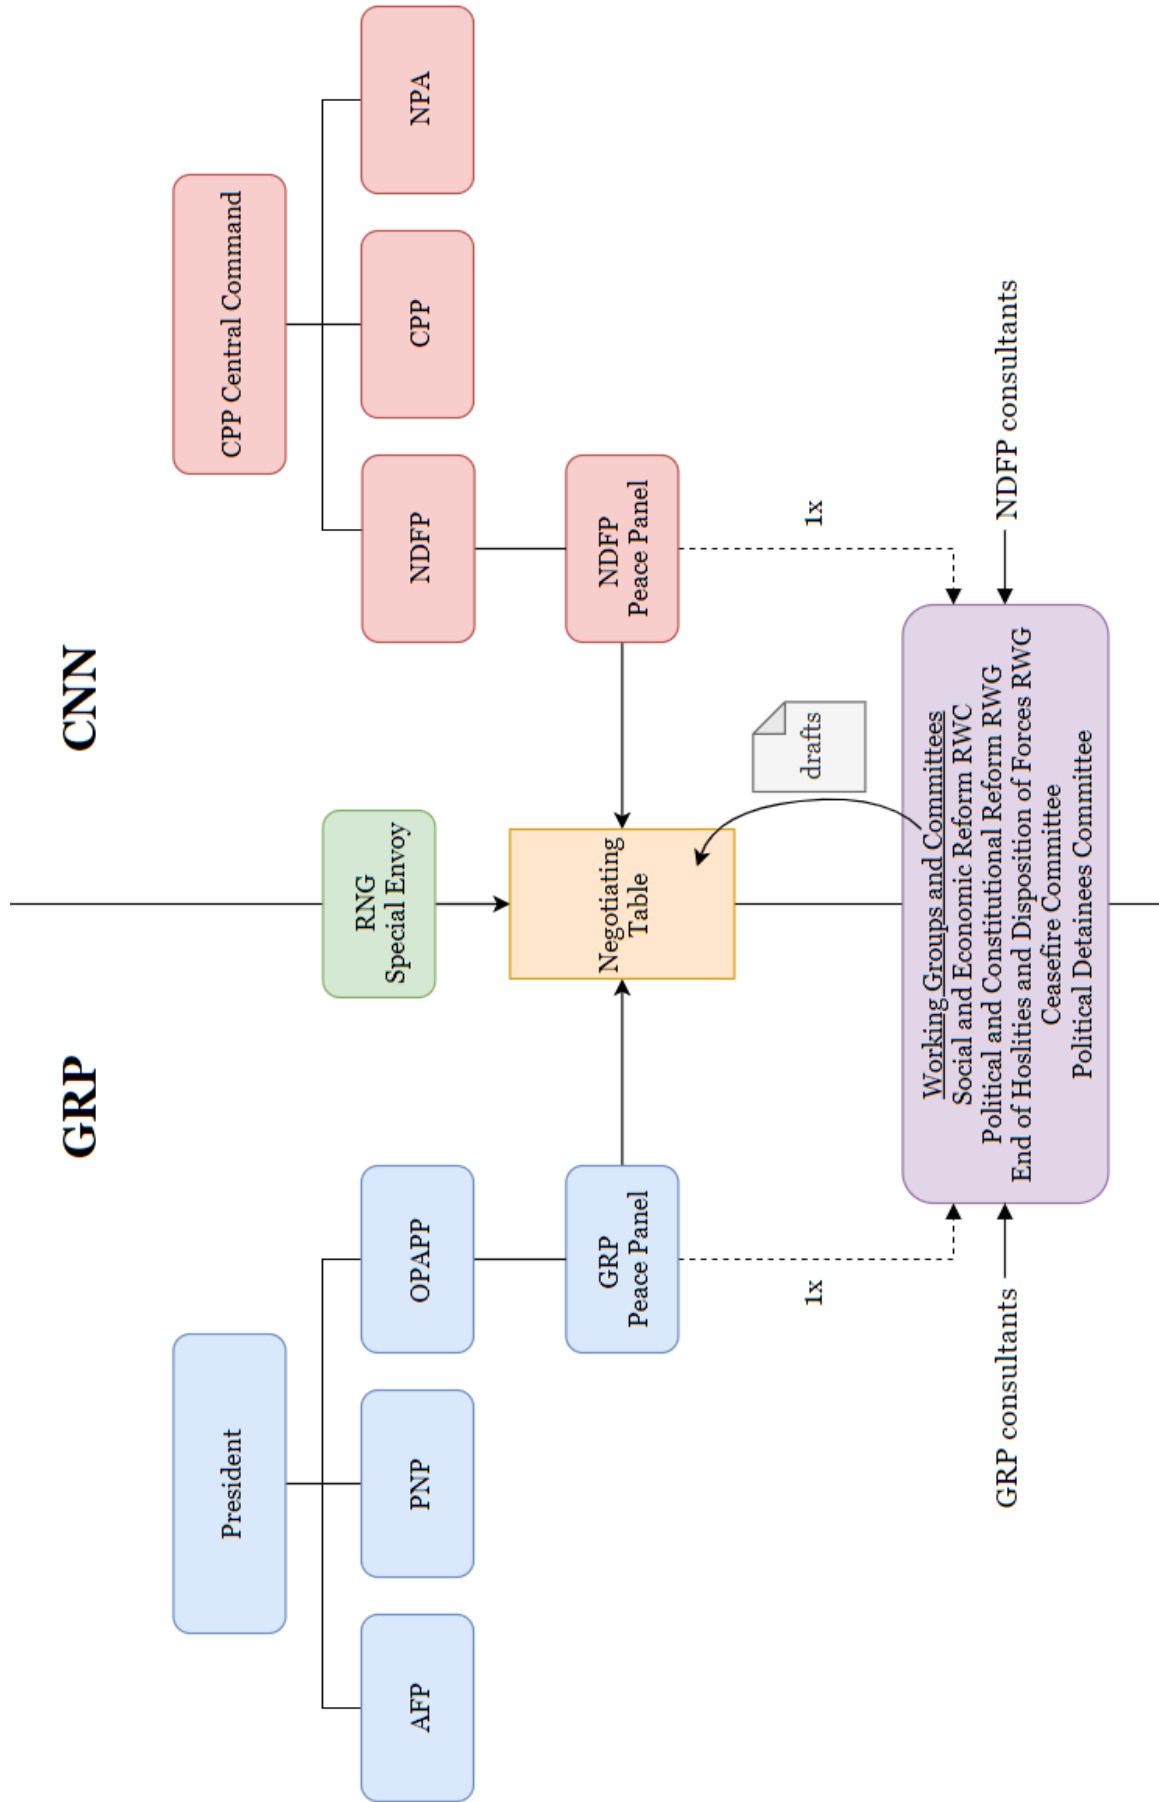 GRP
CNN
President
CPP Central Command
AFP
PNP
OPAPP
RNG
Special Envoy
NDFP
CPP
NPA
GRP
Peace Panel
Negotiating
Table
NDFP
Peace Panel
1x
drafts
1x
GRP consultants
Working Groups and Committees
Social and Economic Reform RWC
Political and Constitutional Reform RWG
End of Hoslities and Disposition of Forces RWG
Ceasefire Committee
Political Detainees Committee
NDFP consultants